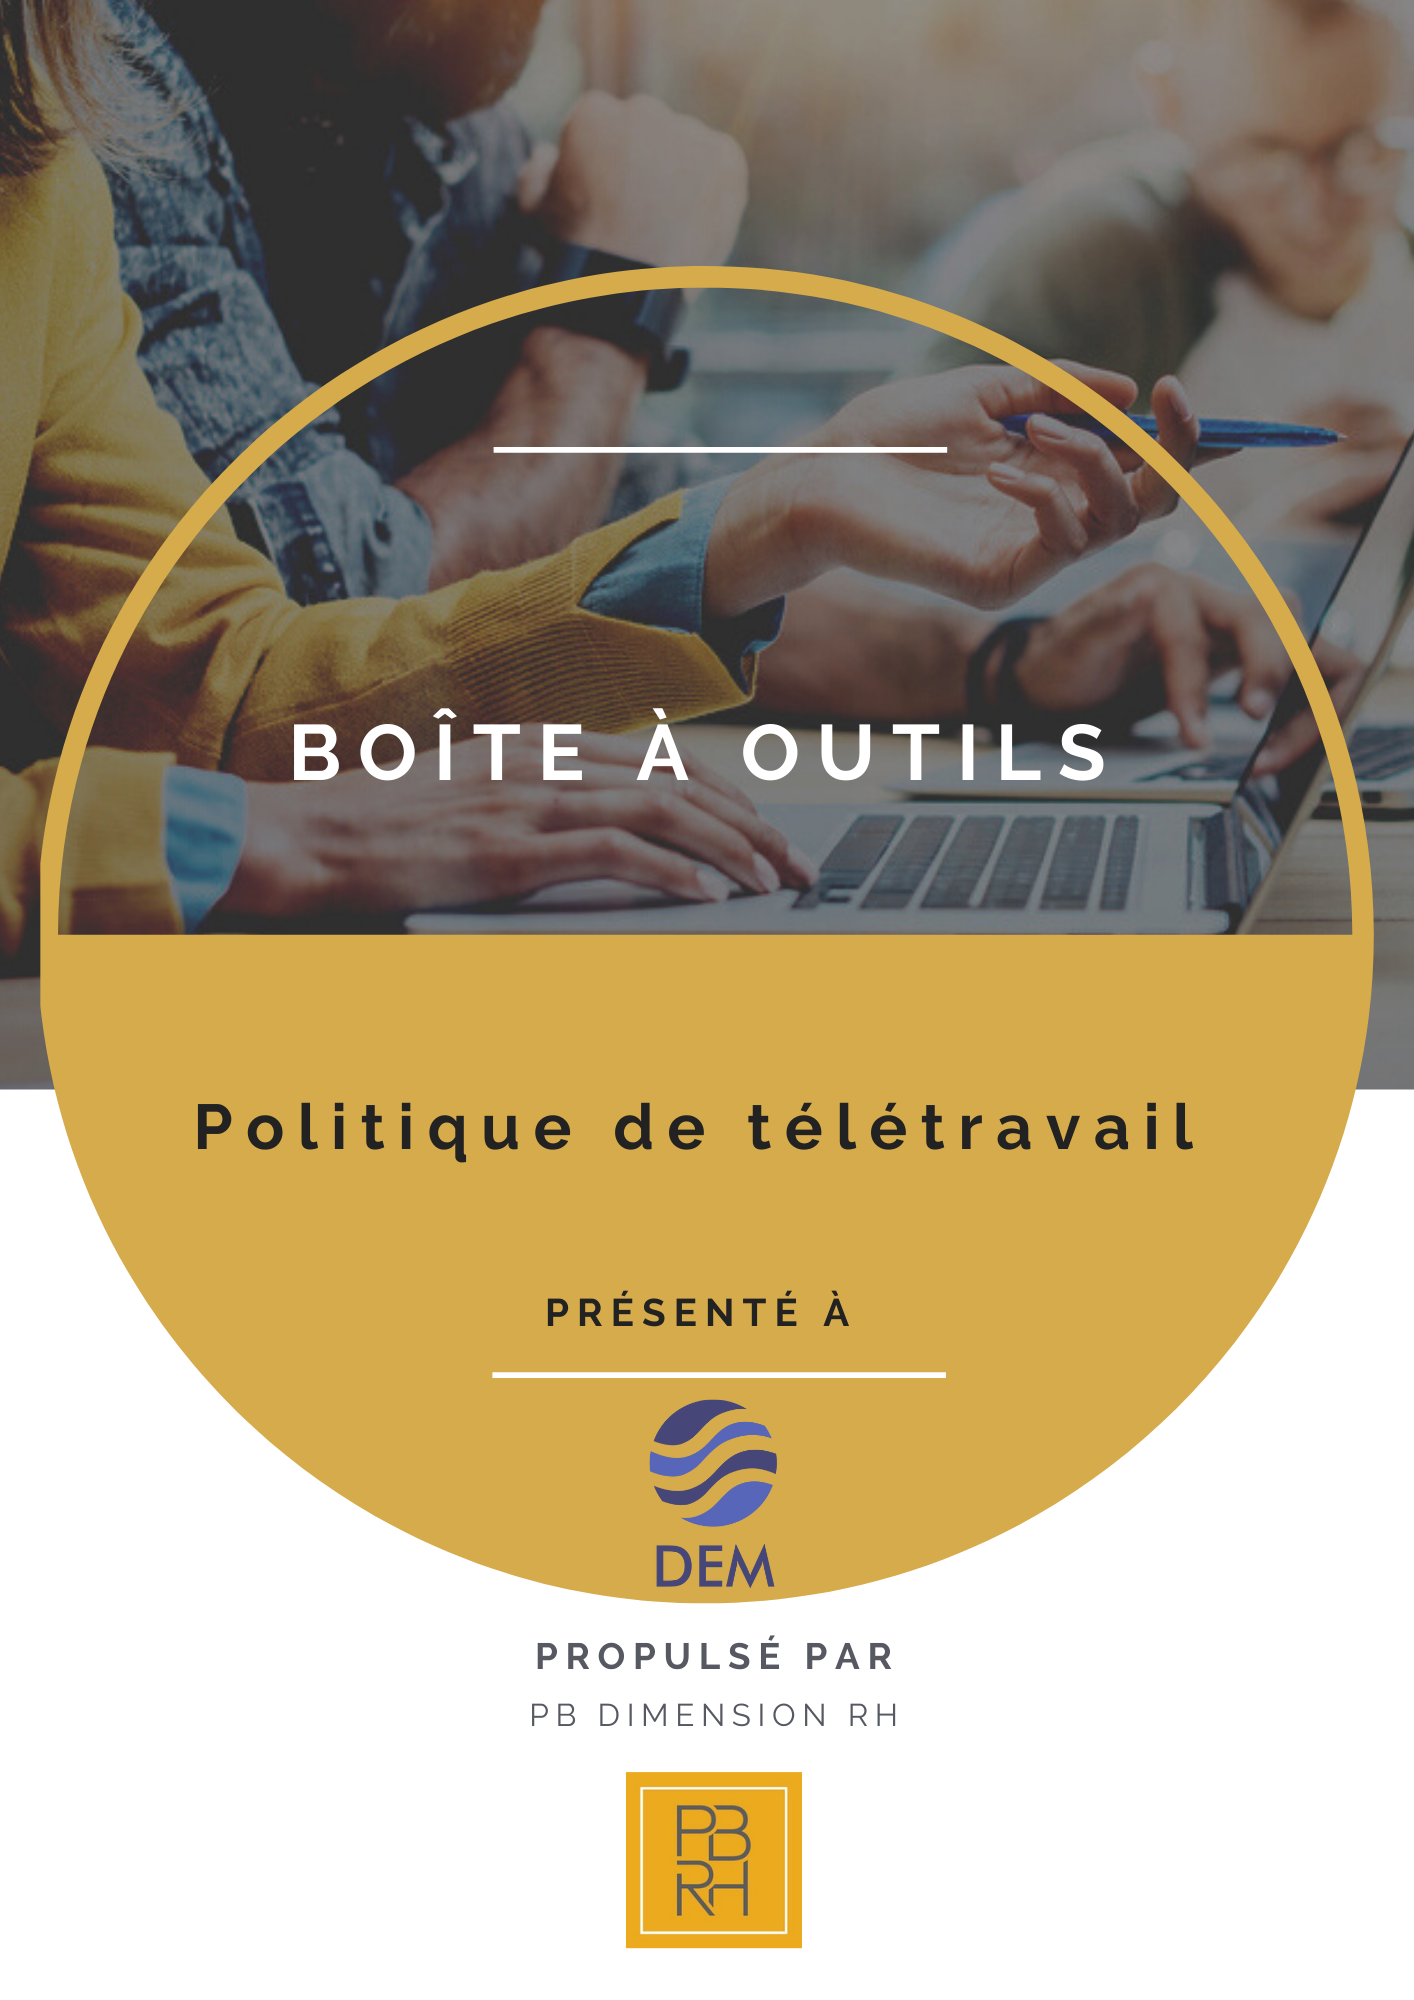 BOÎTE À OUTILS
Politique de télétravail
PRÉSENTÉ À
DEM
PROPULSÉ PAR
PB DIMENSION RH
PB
RH